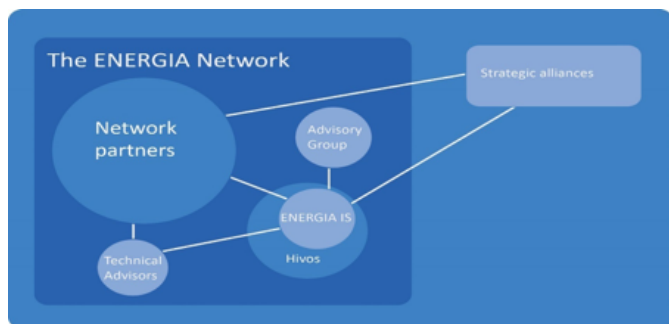 The ENERGIA Network
Strategic alliances
Network
partners
Advisory
Group
ENERGIA IS
Technical
Advisors
Hivos